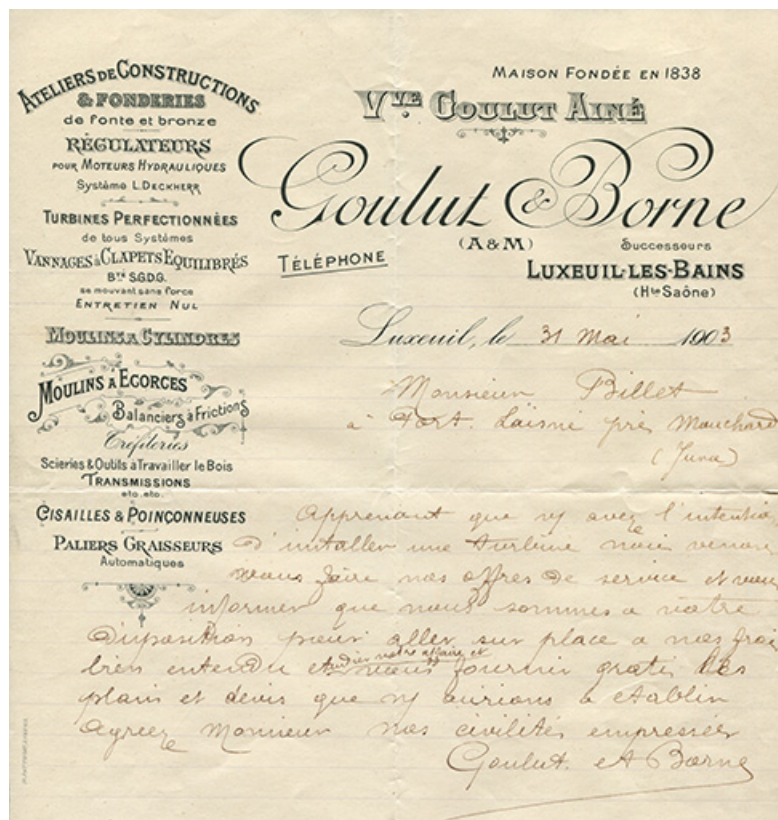 ATELIERS DE CONSTRUCTIONS
& FONDERIES
de fonte et bronze
RÉGULATEURS
POUR MOTEURS HYDRAULIQUES
Système L. DECKHERR
TURBINES PERFECTIONNÉES
de tous Systèmes
VANNAGES à CLAPETS EQUILIBRÉS
Bté S.G.D.G.
se mouvant sans force
ENTRETIEN NUL
MOULINS A CYLINDRES
MOULINS A ECORCES
Balanciers à Frictions
Tréfileries
Scieries & Outils à Travailler le Bois
TRANSMISSIONS
etc. etc.
CISAILLES & POINÇONNEUSES
PALIERS GRAISSEURS
Automatiques
MAISON FONDÉE EN 1838
Vve GOULUT AINÉ
Goulut & Borne
(A & M) Successeurs
TÉLÉPHONE
LUXEUIL-LES-BAINS
(Hte Saône)
Luxeuil, le 31 Mai 1903
Monsieur Billet
à Port. Laisné près Mouchard
(Jura)
Apprenant que vs avez l'intention
d'installer une turbine nous venons
vous faire nos offres de service et vous
informer que nous sommes a votre
disposition pour aller sur place a nos frais
bien entendu et étudier votre affaire et vous fournir gratis les
plans et devis que vs aurions a etablir
Agreez Monsieur nos civilités empressées
Goulut et Borne